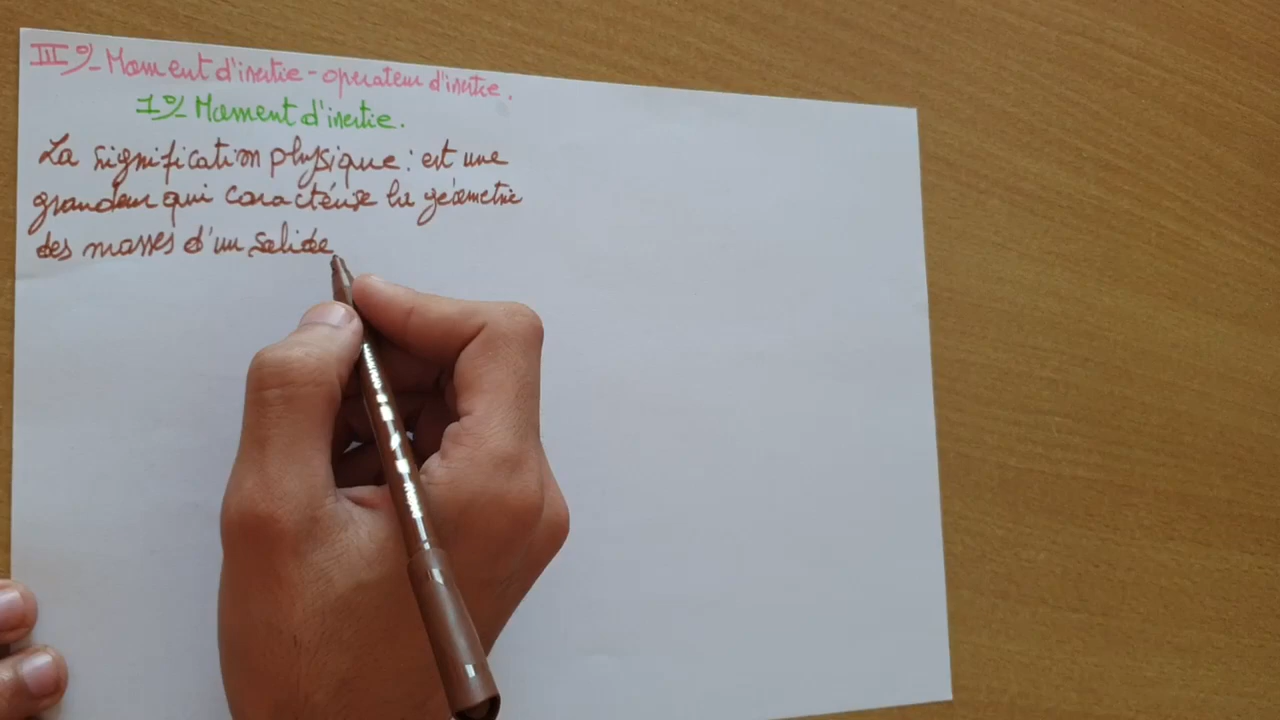 III°)- Moment d'inertie - operateur d'inertie.
1°)- Moment d'inertie.
La signification physique : est une
grandeur qui caractérise la géometrie
des masses d'un solide